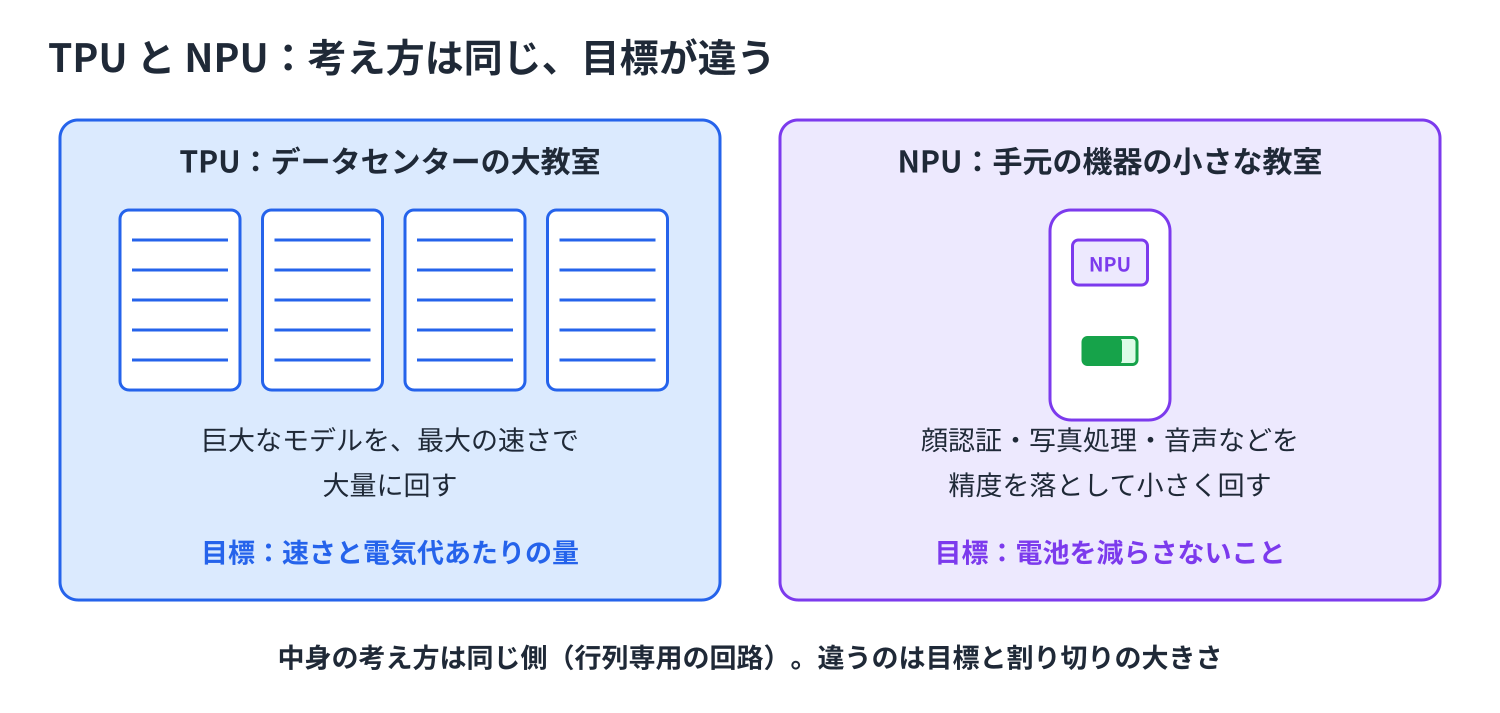 TPU と NPU：考え方は同じ、目標が違う
TPU：データセンターの大教室
巨大なモデルを、最大の速さで
大量に回す
目標：速さと電気代あたりの量
NPU：手元の機器の小さな教室
NPU
顔認証・写真処理・音声などを
精度を落として小さく回す
目標：電池を減らさないこと
中身の考え方は同じ側（行列専用の回路）。違うのは目標と割り切りの大きさ